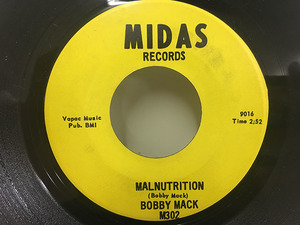 MIDAS
RECORDS
Vapac Music
Pub. BMI
9016
Time 2:52
MALNUTRITION
(Bobby Mack)
BOBBY MACK
M302